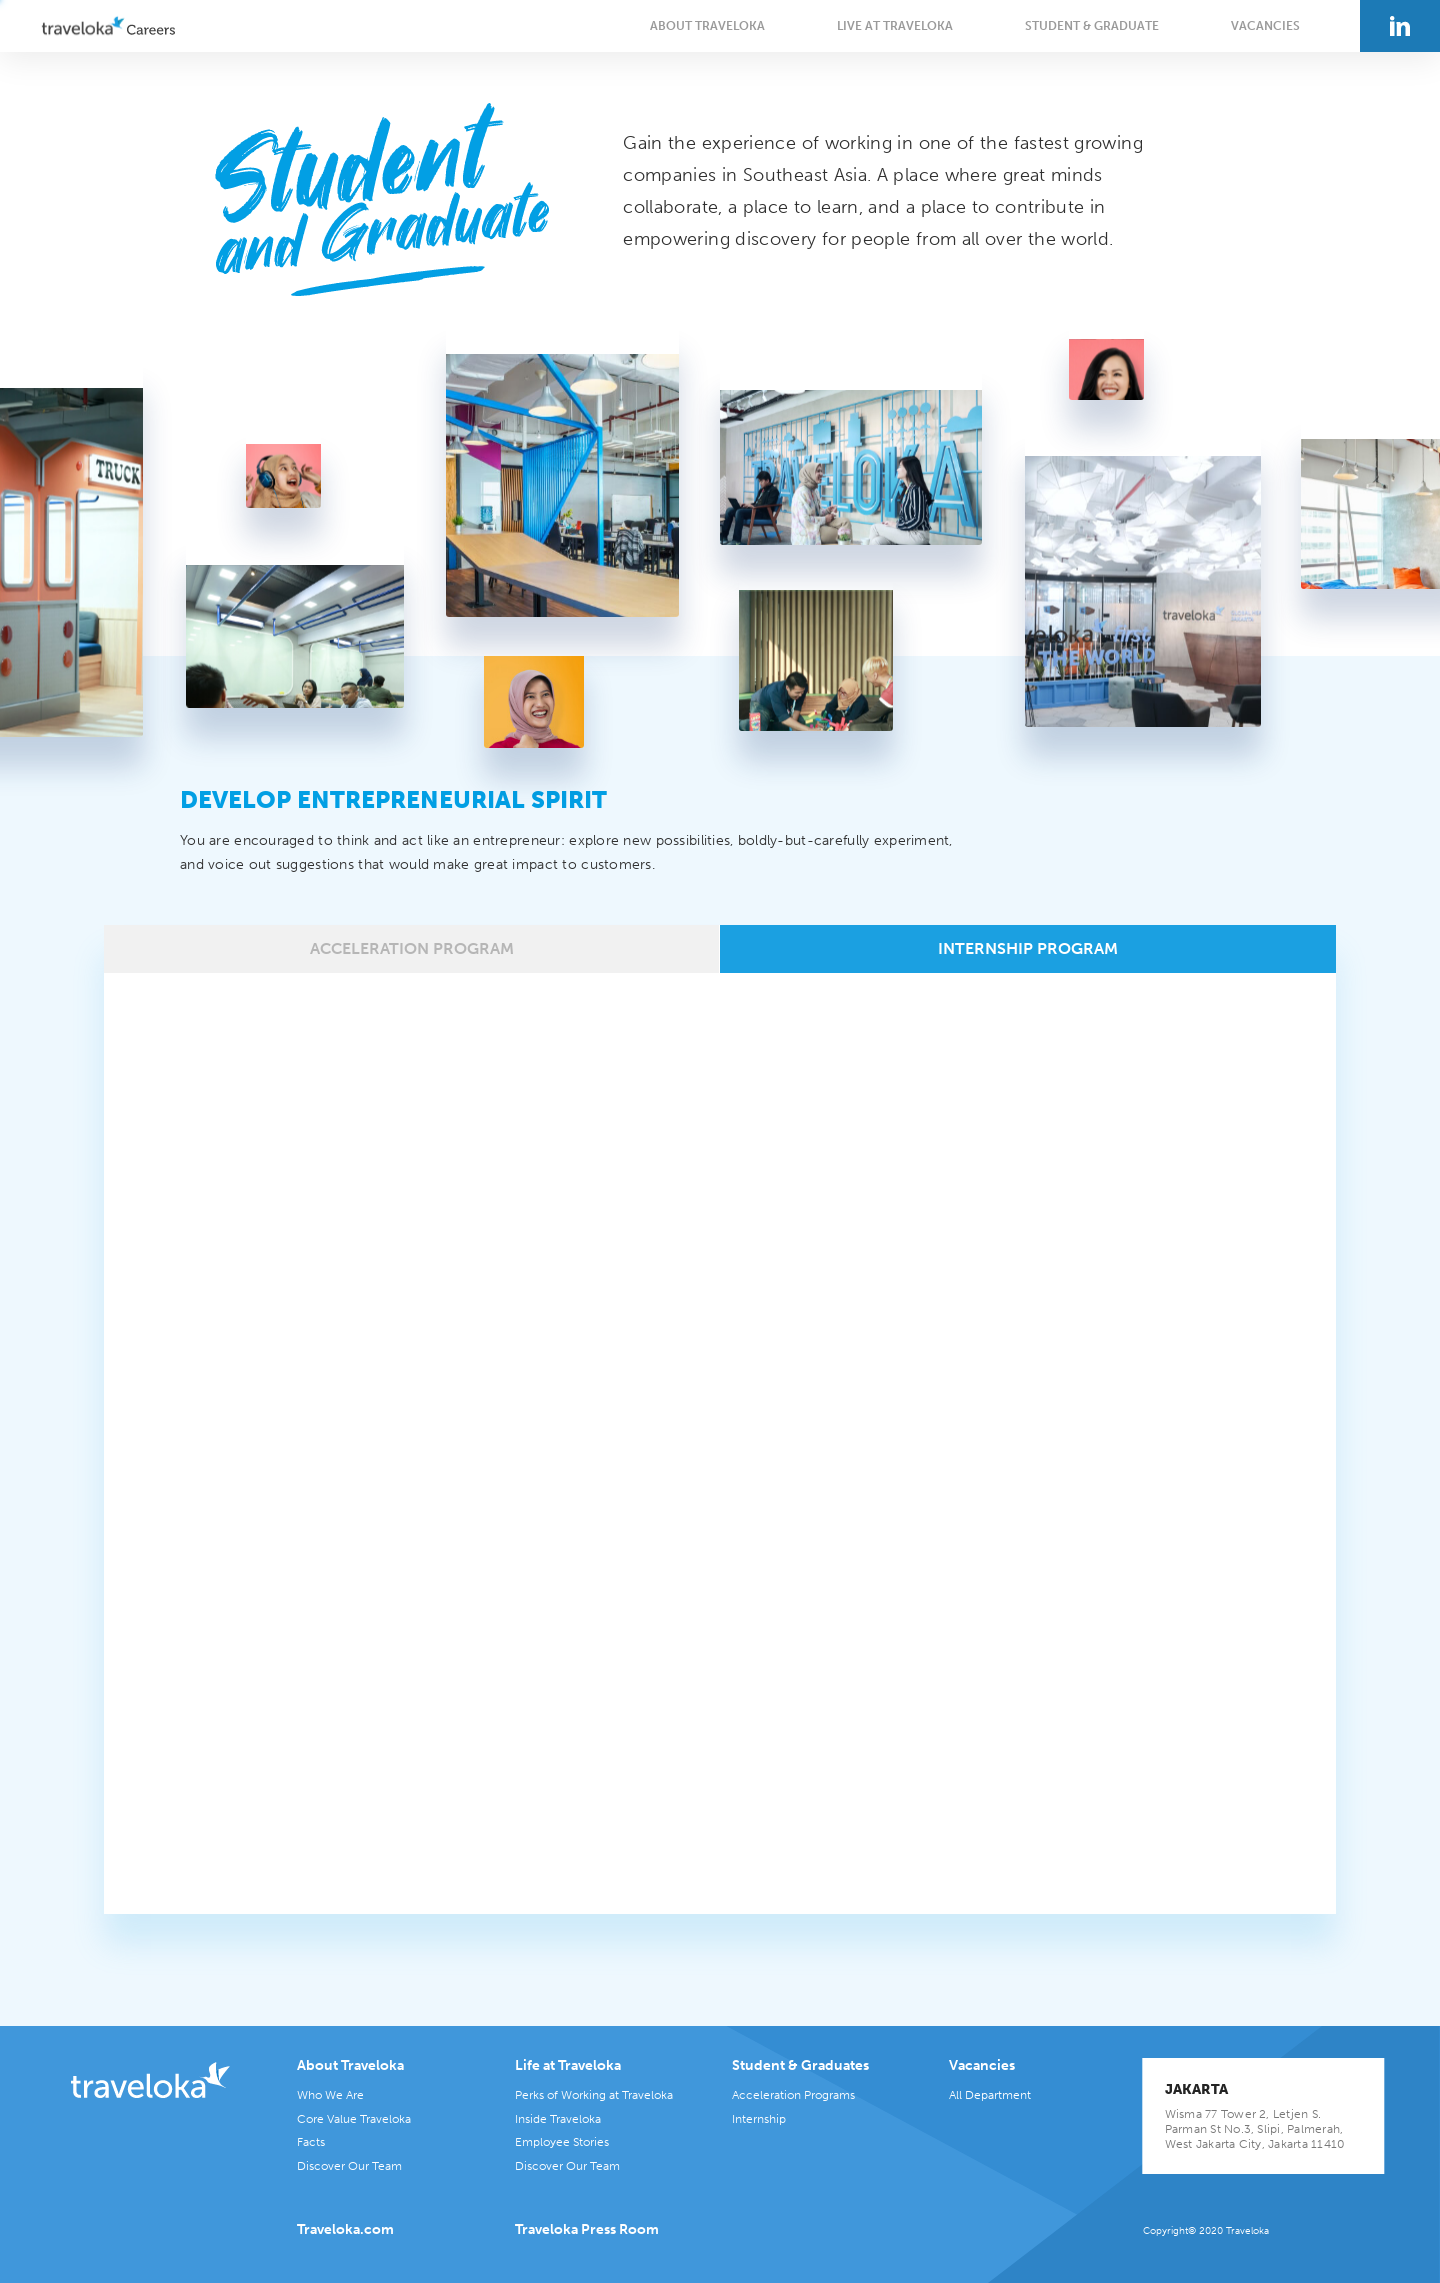 traveloka Careers
ABOUT TRAVELOKA
LIVE AT TRAVELOKA
STUDENT & GRADUATE
VACANCIES
in
Student
and Graduate
Gain the experience of working in one of the fastest growing
companies in Southeast Asia. A place where great minds
collaborate, a place to learn, and a place to contribute in
empowering discovery for people from all over the world.
TRUCK
TRAVELOKA
traveloka
eloka
THE WORLD
DEVELOP ENTREPRENEURIAL SPIRIT
You are encouraged to think and act like an entrepreneur: explore new possibilities, boldly-but-carefully experiment,
and voice out suggestions that would make great impact to customers.
ACCELERATION PROGRAM
INTERNSHIP PROGRAM
traveloka
About Traveloka
Who We Are
Core Value Traveloka
Facts
Discover Our Team
Life at Traveloka
Perks of Working at Traveloka
Inside Traveloka
Employee Stories
Discover Our Team
Student & Graduates
Acceleration Programs
Internship
Vacancies
All Department
JAKARTA
Wisma 77 Tower 2, Letjen S.
Parman St No.3, Slipi, Palmerah,
West Jakarta City, Jakarta 11410
Traveloka.com
Traveloka Press Room
Copyright© 2020 Traveloka